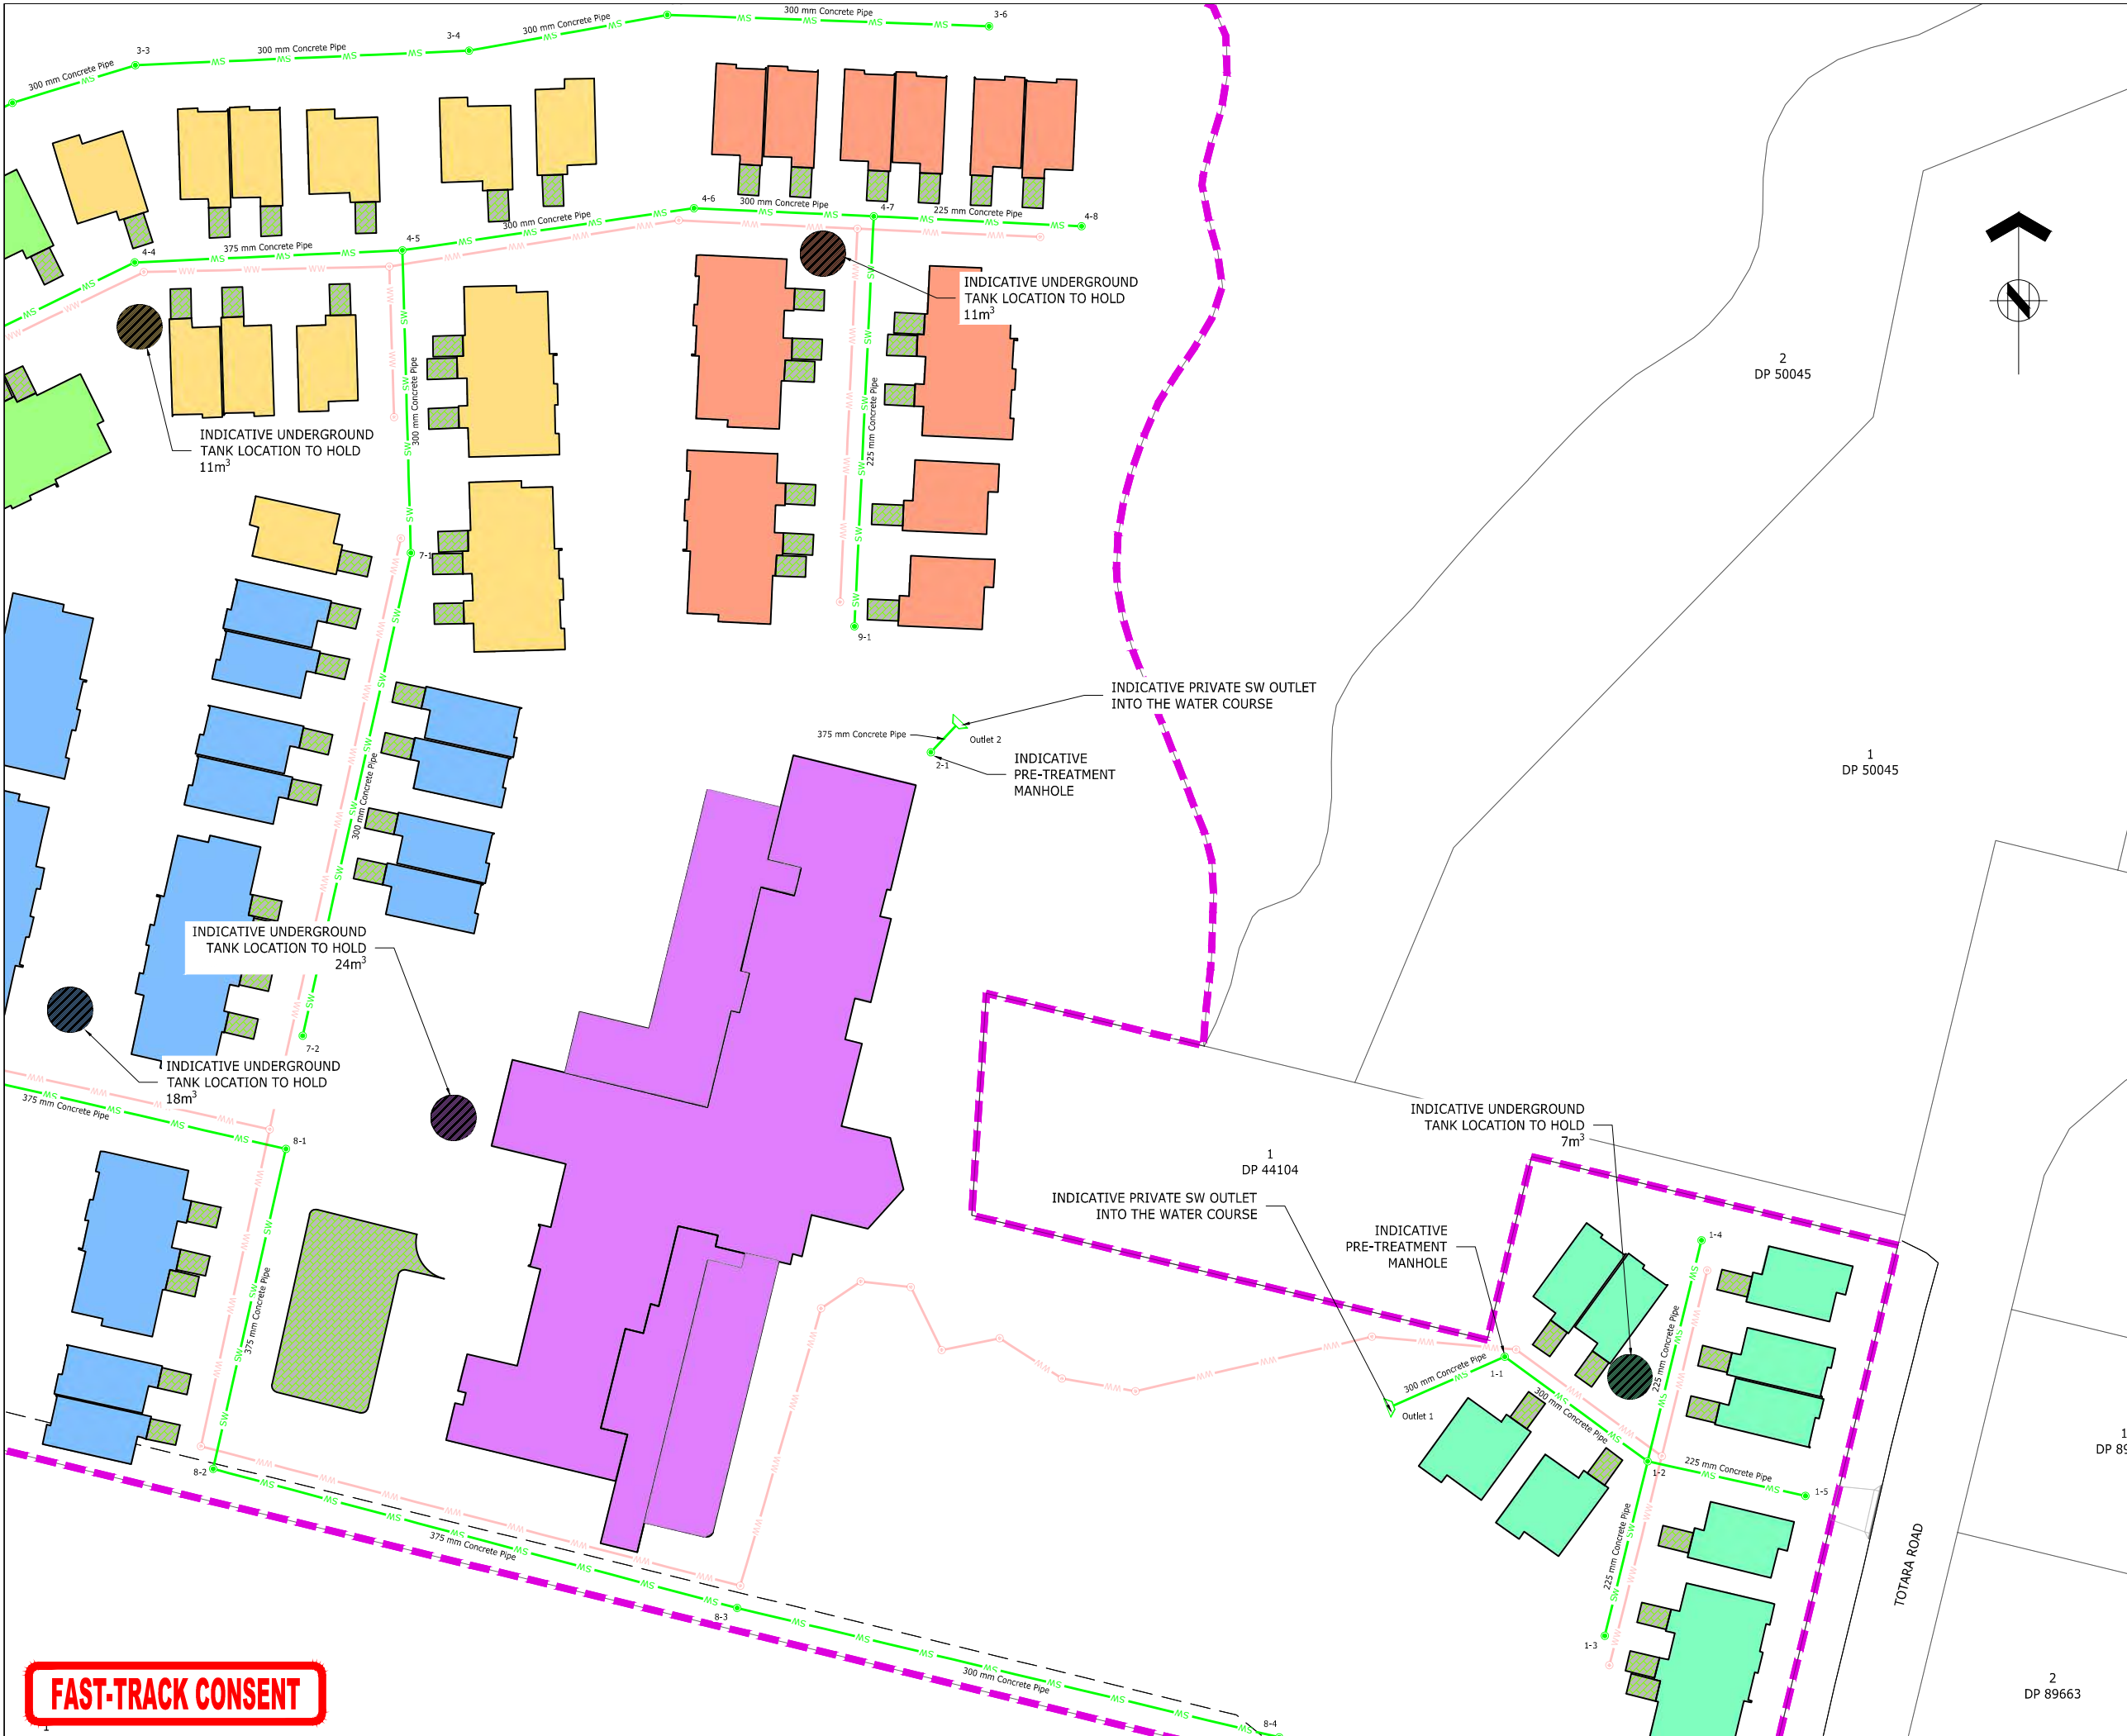 300 mm Concrete Pipe
3-6
300 mm Concrete Pipe
3-4
300 mm Concrete Pipe
3-3
300 mm Concrete Pipe
4-6
300 mm Concrete Pipe
4-7
225 mm Concrete Pipe
4-8
300 mm Concrete Pipe
4-5
375 mm Concrete Pipe
4-4
INDICATIVE UNDERGROUND
TANK LOCATION TO HOLD
11m³
2
DP 50045
300 mm Concrete Pipe
225 mm Concrete Pipe
INDICATIVE UNDERGROUND
TANK LOCATION TO HOLD
11m³
7-1
9-1
INDICATIVE PRIVATE SW OUTLET
INTO THE WATER COURSE
375 mm Concrete Pipe
Outlet 2
2-1
INDICATIVE
PRE-TREATMENT
MANHOLE
1
DP 50045
300 mm Concrete Pipe
INDICATIVE UNDERGROUND
TANK LOCATION TO HOLD
24m³
7-2
INDICATIVE UNDERGROUND
TANK LOCATION TO HOLD
18m³
375 mm Concrete Pipe
8-1
INDICATIVE UNDERGROUND
TANK LOCATION TO HOLD
7m³
1
DP 44104
INDICATIVE PRIVATE SW OUTLET
INTO THE WATER COURSE
INDICATIVE
PRE-TREATMENT
MANHOLE
1-4
375 mm Concrete Pipe
225 mm Concrete Pipe
300 mm Concrete Pipe
1-1
Outlet 1
300 mm Concrete Pipe
1-2
225 mm Concrete Pipe
1-5
8-2
375 mm Concrete Pipe
225 mm Concrete Pipe
TOTARA ROAD
1
DP 89
8-3
1-3
300 mm Concrete Pipe
8-4
2
DP 89663
FAST-TRACK CONSENT
1
SW
WW